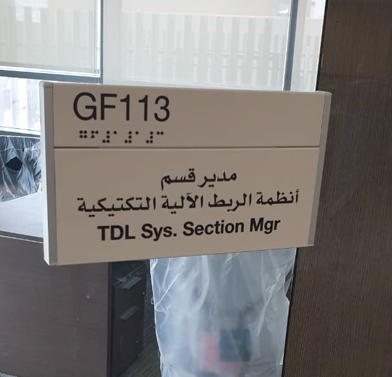 GF113
مدير قسم
أنظمة الربط الآلية التكتيكية
TDL Sys. Section Mgr